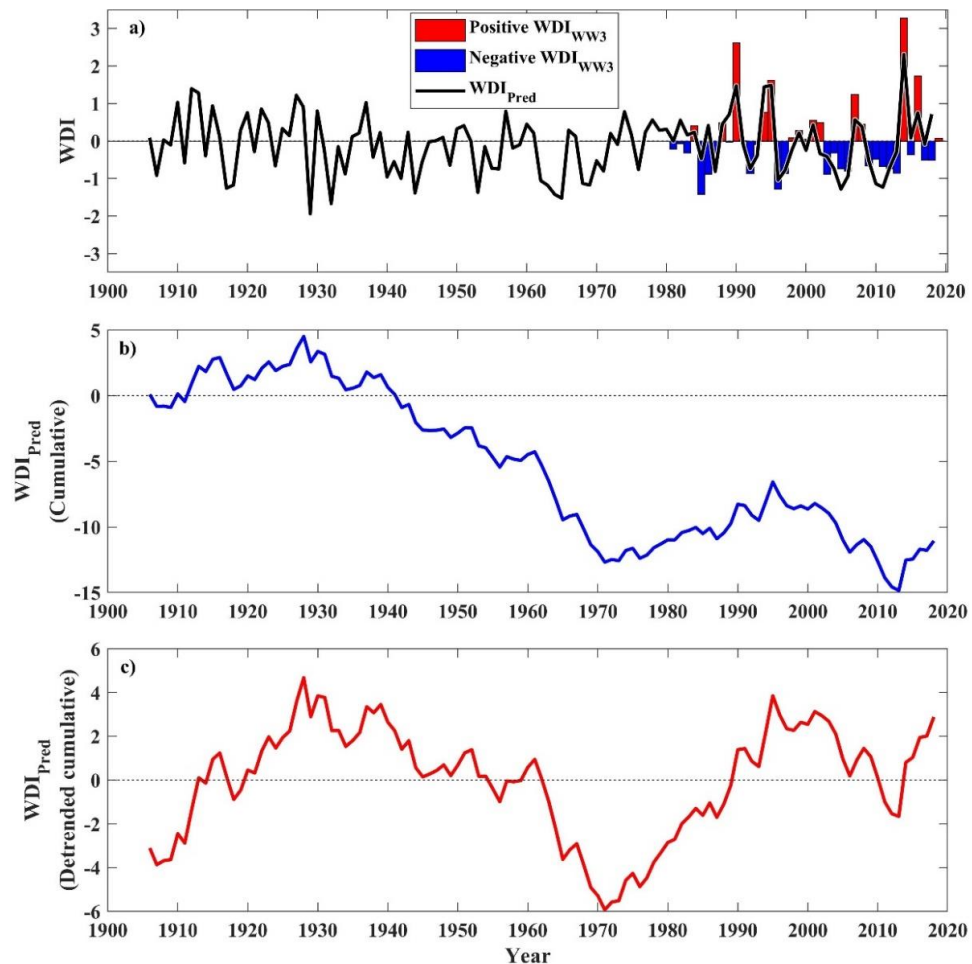 a)
Positive WDI_WW3
Negative WDI_WW3
WDI_Pred
WDI
3
2
1
0
-1
-2
-3
1900 1910 1920 1930 1940 1950 1960 1970 1980 1990 2000 2010 2020
b)
WDI_Pred
(Cumulative)
5
0
-5
-10
-15
1900 1910 1920 1930 1940 1950 1960 1970 1980 1990 2000 2010 2020
c)
WDI_Pred
(Detrended cumulative)
6
4
2
0
-2
-4
-6
1900 1910 1920 1930 1940 1950 1960 1970 1980 1990 2000 2010 2020
Year